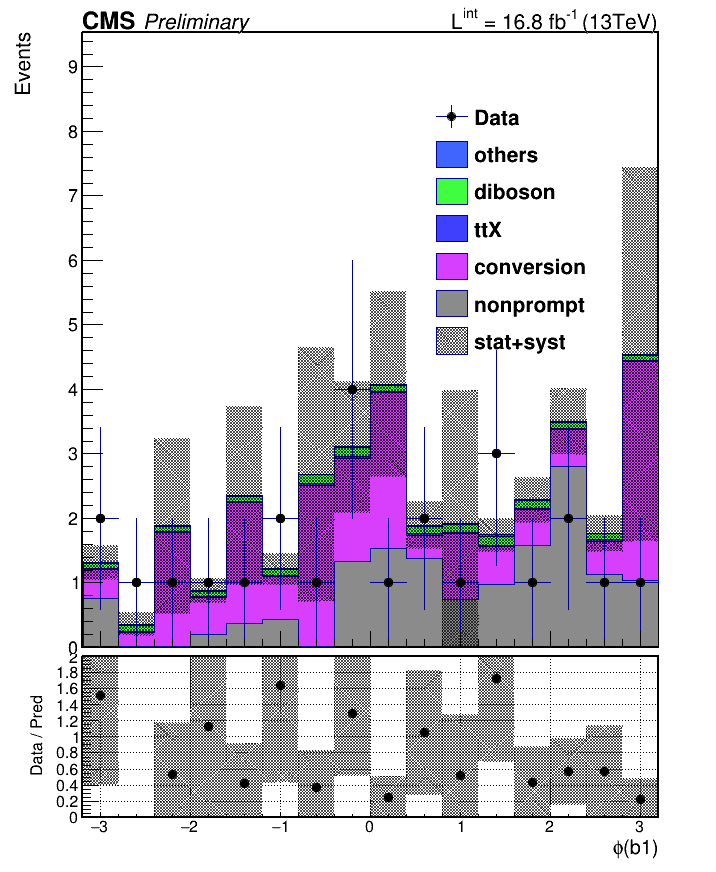 CMS Preliminary L^int = 16.8 fb^-1 (13TeV)
Events
9
8
7
6
5
4
3
2
1
0
Data
others
diboson
ttX
conversion
nonprompt
stat+syst
Data / Pred
2
1.8
1.6
1.4
1.2
1
0.8
0.6
0.4
0.2
0
−3 −2 −1 0 1 2 3
ϕ(b1)